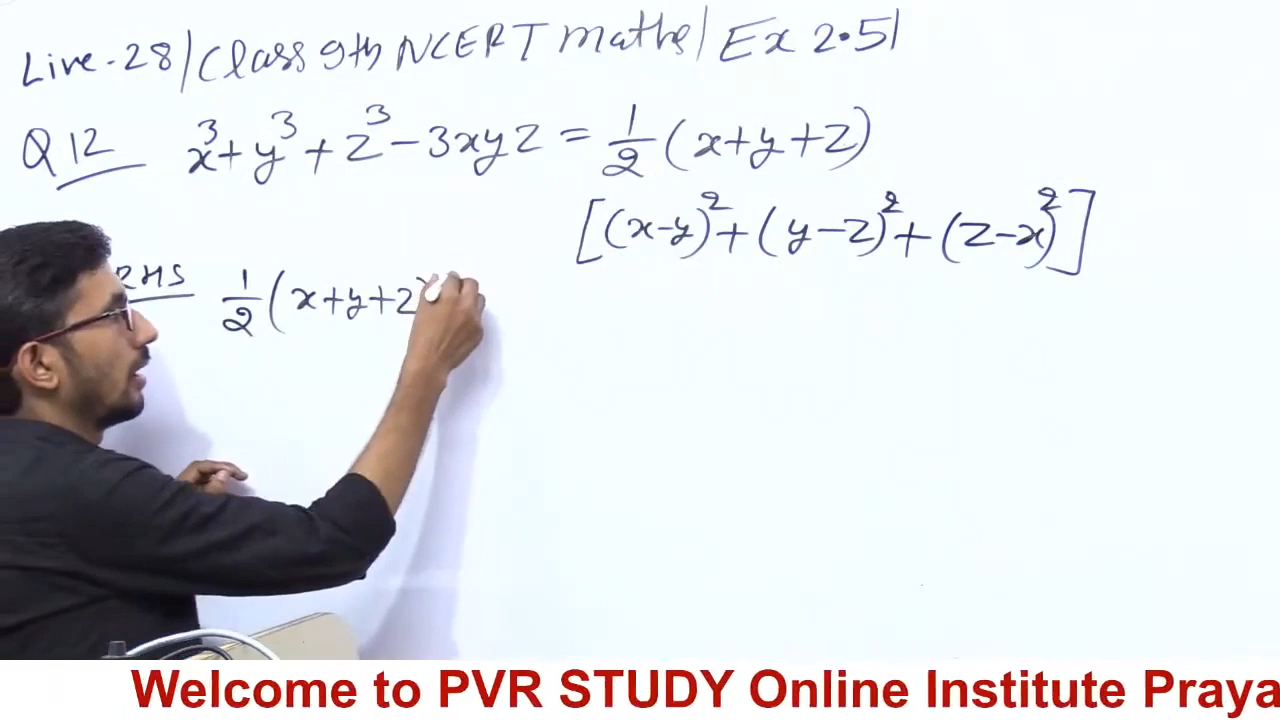 Live-28/Class 9th NCERT maths/Ex 2.5|
Q12 x³+y³+z³-3xyz = 1/2 (x+y+z)
[(x-y)²+(y-z)²+(z-x)²]
RHS 1/2 (x+y+z)
Welcome to PVR STUDY Online Institute Praya